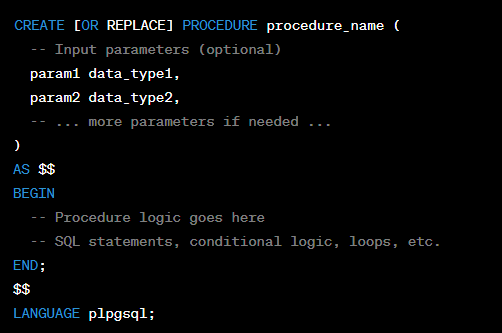 CREATE [OR REPLACE] PROCEDURE procedure_name (
  -- Input parameters (optional)
  param1 data_type1,
  param2 data_type2,
  -- ... more parameters if needed ...
)
AS $$
BEGIN
  -- Procedure logic goes here
  -- SQL statements, conditional logic, loops, etc.
END;
$$
LANGUAGE plpgsql;